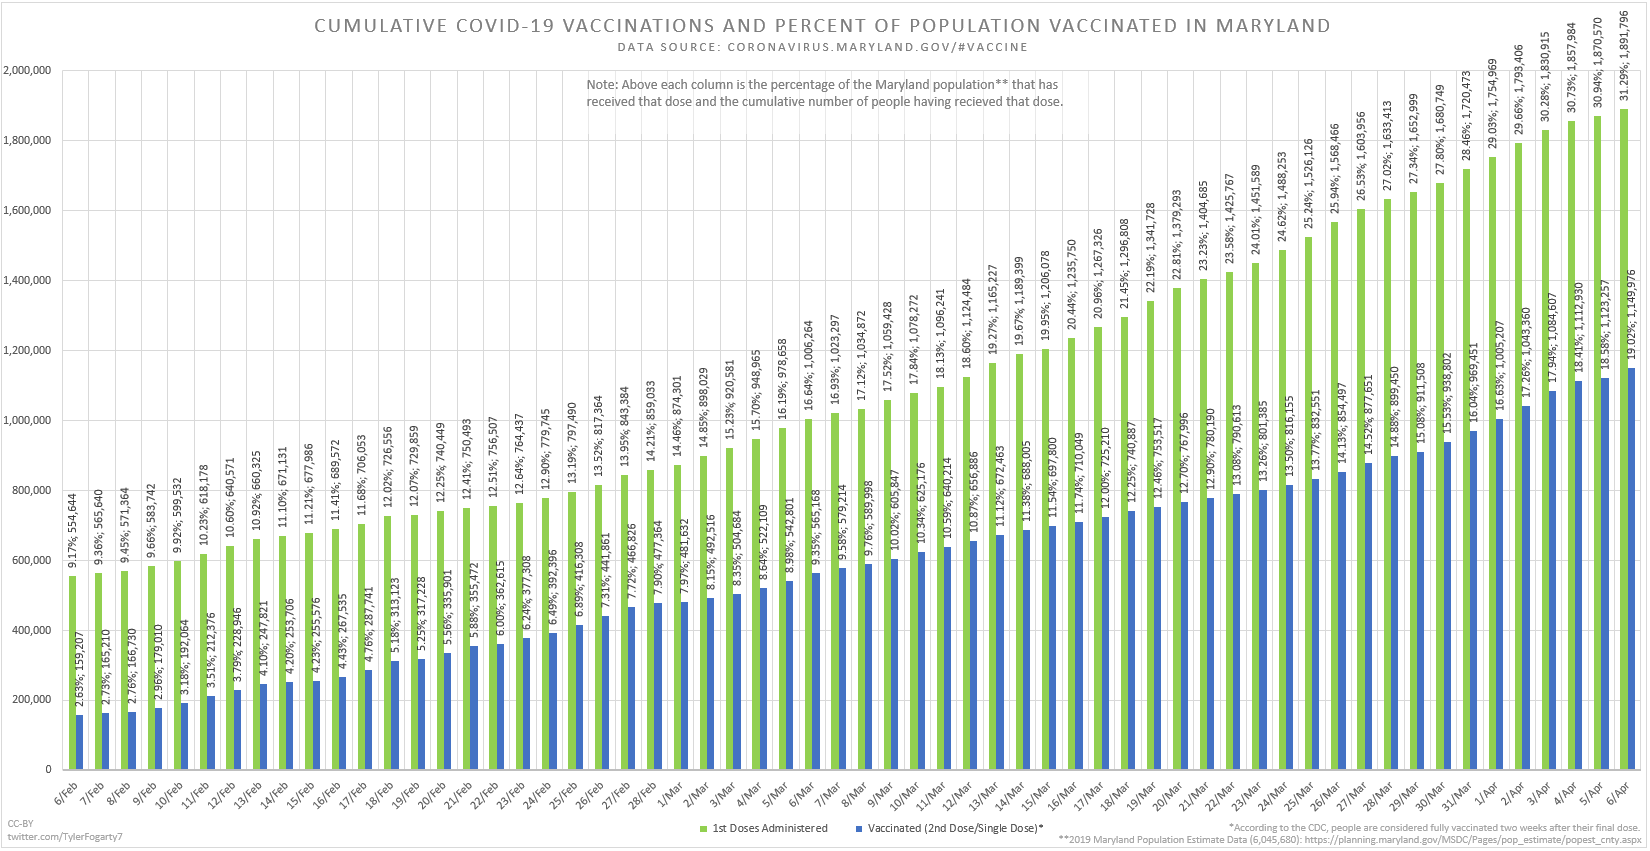 CUMULATIVE COVID-19 VACCINATIONS AND PERCENT OF POPULATION VACCINATED IN MARYLAND
DATA SOURCE: CORONAVIRUS.MARYLAND.GOV/#VACCINE
Note: Above each column is the percentage of the Maryland population** that has
received that dose and the cumulative number of people having recieved that dose.
2,000,000
1,800,000
1,600,000
1,400,000
1,200,000
1,000,000
800,000
600,000
400,000
200,000
0
9.17%; 554,644
9.36%; 565,640
9.45%; 571,364
9.66%; 583,742
9.92%; 599,532
10.23%; 618,178
10.60%; 640,571
10.92%; 660,325
11.10%; 671,131
11.21%; 677,986
11.41%; 689,572
11.68%; 706,053
12.02%; 726,556
12.07%; 729,859
12.25%; 740,449
12.41%; 750,493
12.51%; 756,507
12.64%; 764,437
12.90%; 779,745
13.19%; 797,490
13.52%; 817,364
13.95%; 843,384
14.21%; 859,033
14.46%; 874,301
14.85%; 898,029
15.23%; 920,581
15.70%; 948,965
16.19%; 978,658
16.64%; 1,006,264
16.93%; 1,023,297
17.12%; 1,034,872
17.52%; 1,059,428
17.84%; 1,078,272
18.13%; 1,096,241
18.60%; 1,124,484
19.27%; 1,165,227
19.67%; 1,189,399
19.95%; 1,206,078
20.44%; 1,235,750
20.96%; 1,267,326
21.45%; 1,296,808
22.19%; 1,341,728
22.81%; 1,379,293
23.23%; 1,404,685
23.58%; 1,425,767
24.01%; 1,451,589
24.62%; 1,488,253
25.24%; 1,526,126
25.94%; 1,568,466
26.53% 1,603,956
27.02%; 1,633,413
27.34%; 1,652,999
27.80%; 1,680,749
28.46%; 1,720,473
29.03%; 1,754,969
29.66%; 1,793,406
30.28%; 1,830,915
30.73%; 1,857,984
30.94%; 1,870,570
31.29%; 1,891,796
2.63%; 159,207
2.73%; 165,210
2.76%; 166,730
2.96%; 179,010
3.18%; 192,064
3.51%; 212,376
3.79%; 228,946
4.10%; 247,821
4.20%; 253,706
4.23%; 255,576
4.43%; 267,535
4.76%; 287,741
5.18%; 313,123
5.25%; 317,228
5.56%; 335,901
5.88%; 355,472
6.00%; 362,615
6.24%; 377,308
6.49%; 392,396
6.89%; 416,308
7.31%; 441,861
7.72%; 466,826
7.90%; 477,364
7.97%; 481,632
8.15%; 492,516
8.35%; 504,684
8.64%; 522,109
8.98%; 542,801
9.35%; 565,168
9.58%; 579,214
9.76%; 589,998
10.02%; 605,847
10.34%; 625,176
10.59%; 640,214
10.87%; 656,886
11.12%; 672,463
11.38%; 688,005
11.54%; 697,800
11.74%; 710,049
12.00%; 725,210
12.25%; 740,887
12.46%; 753,517
12.70%; 767,996
12.90%; 780,190
13.08%; 790,613
13.26%; 801,385
13.50%; 816,155
13.77%; 832,551
14.13%; 854,497
14.52% 877,651
14.88%; 899,450
15.08%; 911,508
15.53%; 938,802
16.04%; 969,451
16.63%; 1,005,207
17.26%; 1,043,360
17.94%; 1,084,607
18.41%; 1,112,930
18.58%; 1,123,257
19.02%; 1,149,976
6/Feb
7/Feb
8/Feb
9/Feb
10/Feb
11/Feb
12/Feb
13/Feb
14/Feb
15/Feb
16/Feb
17/Feb
18/Feb
19/Feb
20/Feb
21/Feb
22/Feb
23/Feb
24/Feb
25/Feb
26/Feb
27/Feb
28/Feb
1/Mar
2/Mar
3/Mar
4/Mar
5/Mar
6/Mar
7/Mar
8/Mar
9/Mar
10/Mar
11/Mar
12/Mar
13/Mar
14/Mar
15/Mar
16/Mar
17/Mar
18/Mar
19/Mar
20/Mar
21/Mar
22/Mar
23/Mar
24/Mar
25/Mar
26/Mar
27/Mar
28/Mar
29/Mar
30/Mar
31/Mar
1/Apr
2/Apr
3/Apr
4/Apr
5/Apr
6/Apr
CC-BY
twitter.com/TylerFogarty7
1st Doses Administered
Vaccinated (2nd Dose/Single Dose)*
*According to the CDC, people are considered fully vaccinated two weeks after their final dose.
**2019 Maryland Population Estimate Data (6,045,680): https://planning.maryland.gov/MSDC/Pages/pop_estimate/popest_cnty.aspx